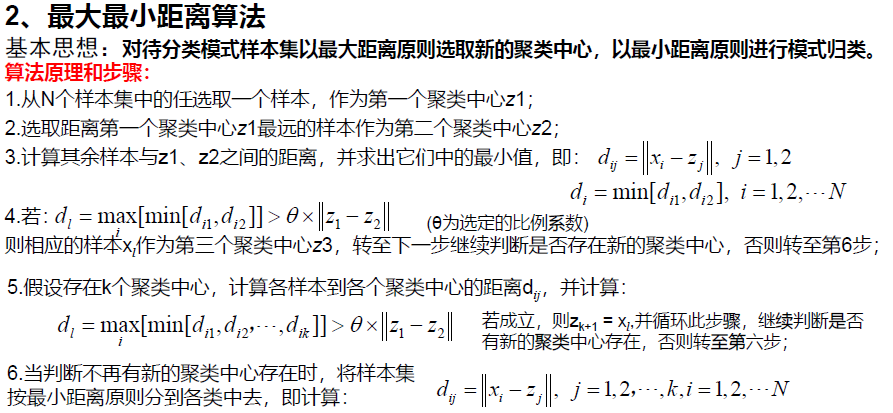 2、最大最小距离算法
基本思想：对待分类模式样本集以最大距离原则选取新的聚类中心，以最小距离原则进行模式归类。
算法原理和步骤：
1.从N个样本集中的任选取一个样本，作为第一个聚类中心z1；
2.选取距离第一个聚类中心z1最远的样本作为第二个聚类中心z2；
3.计算其余样本与z1、z2之间的距离，并求出它们中的最小值，即： d_{ij} = ||x_i − z_j||, j = 1,2
d_i = min[d_{i1}, d_{i2}], i = 1,2,⋯N
4.若: d_l = max_i[min[d_{i1}, d_{i2}]] > θ × ||z_1 − z_2|| (θ为选定的比例系数)
则相应的样本x_l作为第三个聚类中心z3，转至下一步继续判断是否存在新的聚类中心，否则转至第6步；
5.假设存在k个聚类中心，计算各样本到各个聚类中心的距离d_{ij}，并计算：
d_l = max_i[min[d_{i1}, d_{i2}，⋯, d_{ik}]] > θ × ||z_1 − z_2||
若成立，则z_{k+1} = x_l,并循环此步骤，继续判断是否
有新的聚类中心存在，否则转至第六步；
6.当判断不再有新的聚类中心存在时，将样本集
按最小距离原则分到各类中去，即计算：
d_{ij} = ||x_i − z_j||, j = 1,2，⋯,k, i = 1,2,⋯N